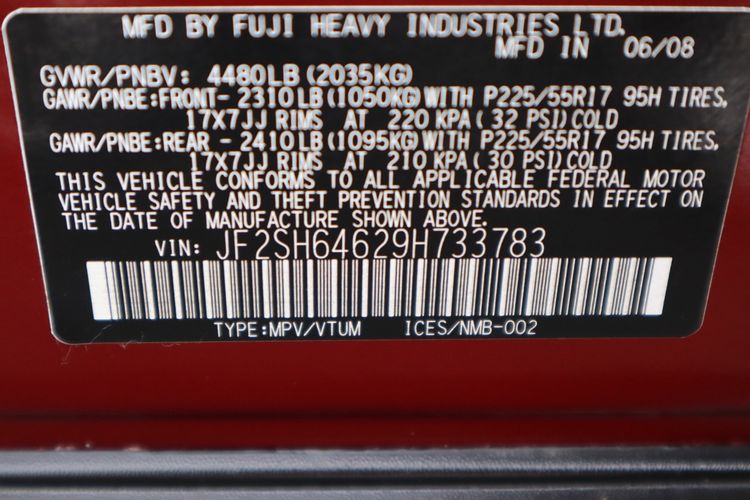 MFD BY FUJI HEAVY INDUSTRIES LTD.
MFD IN 06/08
GVWR/PNBV: 4480LB(2035KG)
GAWR/PNBE:FRONT- 2310LB(1050KG)WITH P225/55R17 95H TIRES,
17X7JJ RIMS AT 220 KPA( 32 PSI)COLD
GAWR/PNBE:REAR - 2410LB(1095KG)WITH P225/55R17 95H TIRES,
17X7JJ RIMS AT 210 KPA( 30 PSI)COLD
THIS VEHICLE CONFORMS TO ALL APPLICABLE FEDERAL MOTOR
VEHICLE SAFETY AND THEFT PREVENTION STANDARDS IN EFFECT ON
THE DATE OF MANUFACTURE SHOWN ABOVE.
VIN: JF2SH64629H733783
TYPE:MPV/VTUM ICES/NMB-002